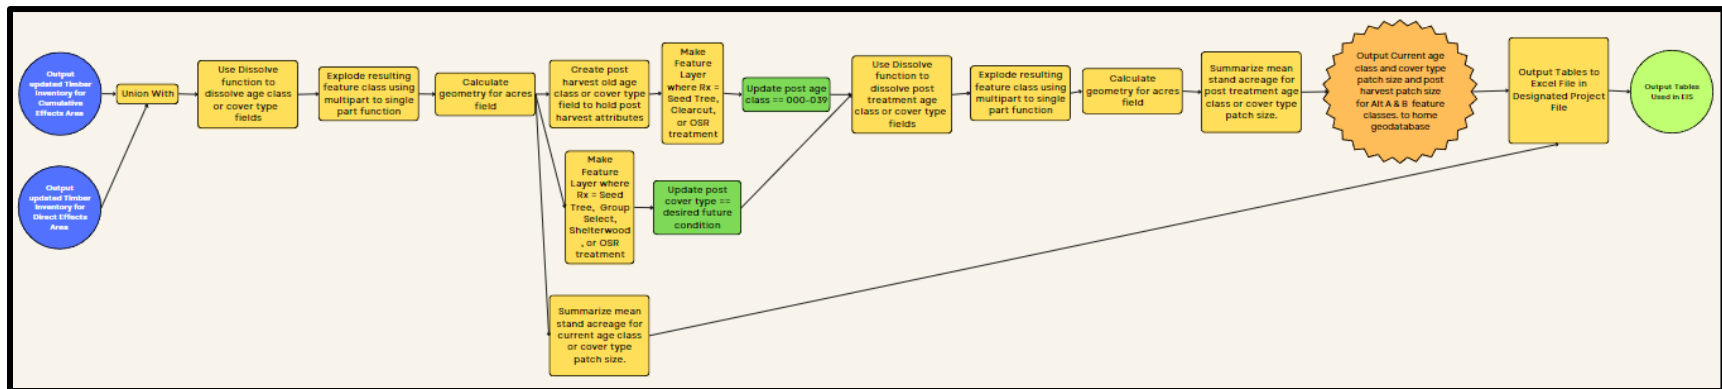 Output
updated Timber
Inventory for
Cumulative
Effects Area
Union With
Use Dissolve
function to
dissolve age class
or cover type
fields
Explode resulting
feature class using
multipart to single
part function
Calculate
geometry for acres
field
Create post
harvest old age
class or cover type
field to hold post
harvest attributes
Make
Feature
Layer
where Rx =
Seed Tree,
Clearcut,
or OSR
treatment
Update post age
class == 000-039
Use Dissolve
function to
dissolve post
treatment age
class or cover type
fields
Explode resulting
feature class using
multipart to single
part function
Calculate
geometry for acres
field
Summarize mean
stand acreage for
post treatment age
class or cover type
patch size.
Output Current age
class and cover type
patch size and post
harvest patch size
for Alt A & B feature
classes. to home
geodatabase
Output Tables to
Excel File in
Designated Project
File
Output Tables
Used in EIS
Output
updated Timber
Inventory for
Direct Effects
Area
Make
Feature
Layer where
Rx = Seed
Tree, Group
Select,
Shelterwood
, or OSR
treatment
Update post
cover type ==
desired future
condition
Summarize mean
stand acreage for
current age class
or cover type
patch size.